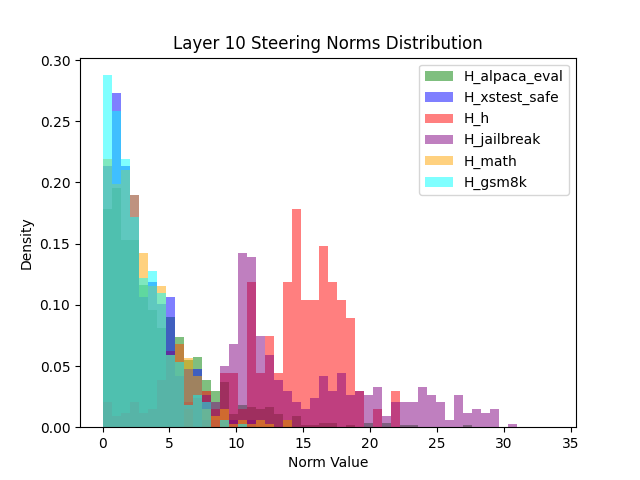 Layer 10 Steering Norms Distribution
H_alpaca_eval
H_xstest_safe
H_h
H_jailbreak
H_math
H_gsm8k
0.30
0.25
0.20
0.15
0.10
0.05
0.00
Density
0 5 10 15 20 25 30 35
Norm Value